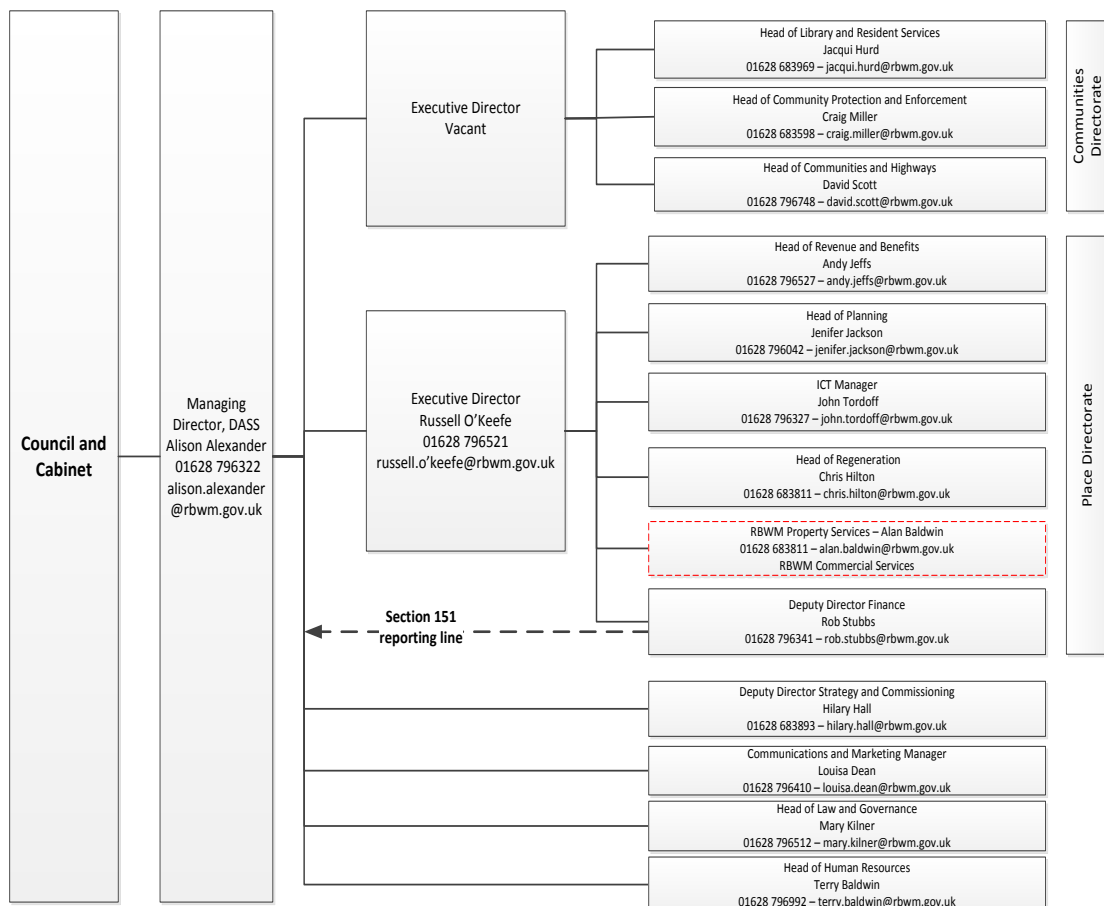 Council and
Cabinet
Managing
Director, DASS
Alison Alexander
01628 796322
alison.alexander
@rbwm.gov.uk
Executive Director
Vacant
Head of Library and Resident Services
Jacqui Hurd
01628 683969 – jacqui.hurd@rbwm.gov.uk
Head of Community Protection and Enforcement
Craig Miller
01628 683598 – craig.miller@rbwm.gov.uk
Head of Communities and Highways
David Scott
01628 796748 – david.scott@rbwm.gov.uk
Communities
Directorate
Executive Director
Russell O’Keefe
01628 796521
russell.o’keefe@rbwm.gov.uk
Head of Revenue and Benefits
Andy Jeffs
01628 796527 – andy.jeffs@rbwm.gov.uk
Head of Planning
Jenifer Jackson
01628 796042 – jenifer.jackson@rbwm.gov.uk
ICT Manager
John Tordoff
01628 796327 – john.tordoff@rbwm.gov.uk
Head of Regeneration
Chris Hilton
01628 683811 – chris.hilton@rbwm.gov.uk
RBWM Property Services – Alan Baldwin
01628 683811 – alan.baldwin@rbwm.gov.uk
RBWM Commercial Services
Deputy Director Finance
Rob Stubbs
01628 796341 – rob.stubbs@rbwm.gov.uk
Place Directorate
Section 151
reporting line
Deputy Director Strategy and Commissioning
Hilary Hall
01628 683893 – hilary.hall@rbwm.gov.uk
Communications and Marketing Manager
Louisa Dean
01628 796410 – louisa.dean@rbwm.gov.uk
Head of Law and Governance
Mary Kilner
01628 796512 – mary.kilner@rbwm.gov.uk
Head of Human Resources
Terry Baldwin
01628 796992 – terry.baldwin@rbwm.gov.uk